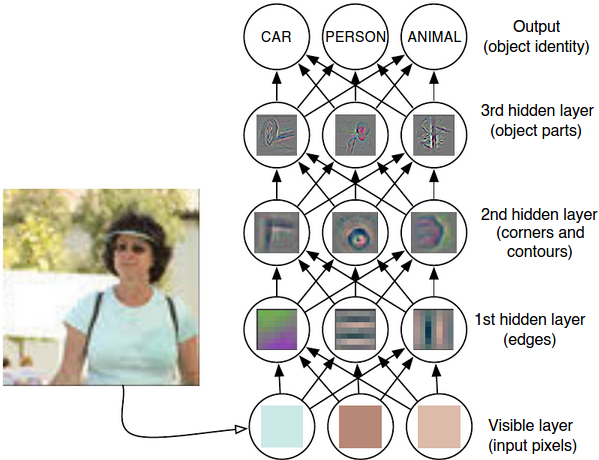 CAR
PERSON
ANIMAL
Output
(object identity)
3rd hidden layer
(object parts)
2nd hidden layer
(corners and
contours)
1st hidden layer
(edges)
Visible layer
(input pixels)